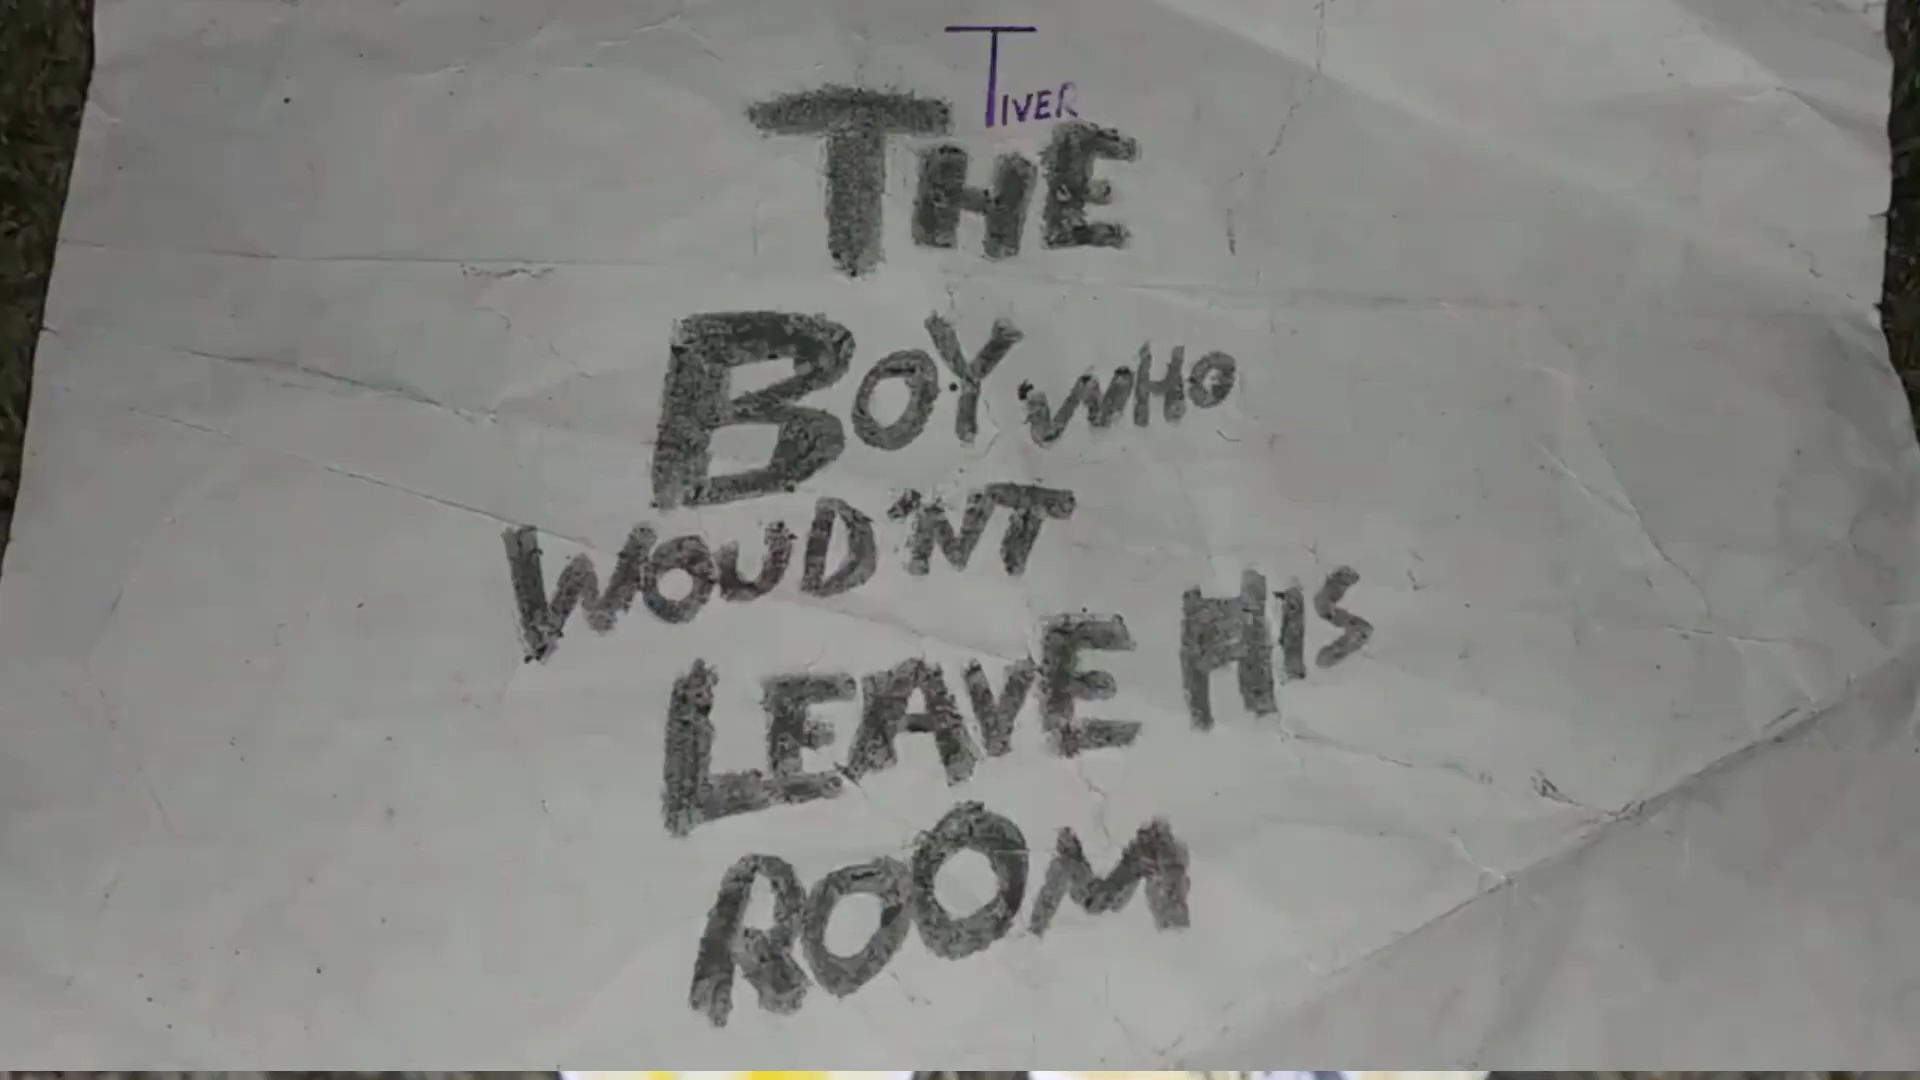 TIVER
THE
BOY WHO
WOUD'NT
LEAVE HIS
ROOM